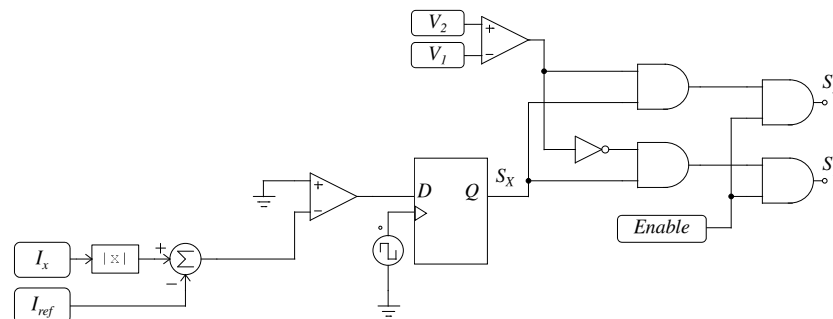 V2
+
V1
−
S
S
+
−
D
Q
SX
Enable
Ix
|x|
+
Σ
−
Iref